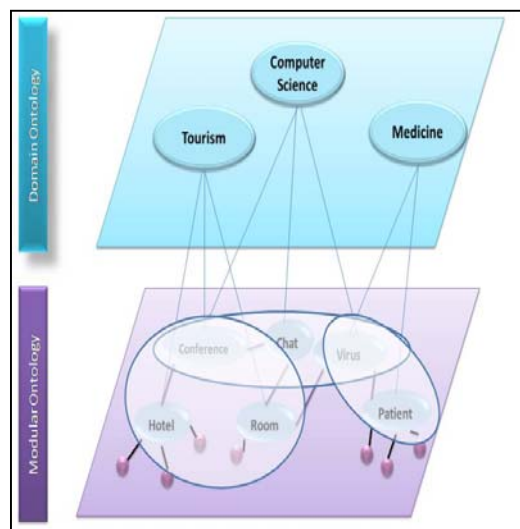 Domain Ontology
Computer
Science
Tourism
Medicine
Modular Ontology
Conference
Chat
Virus
Hotel
Room
Patient